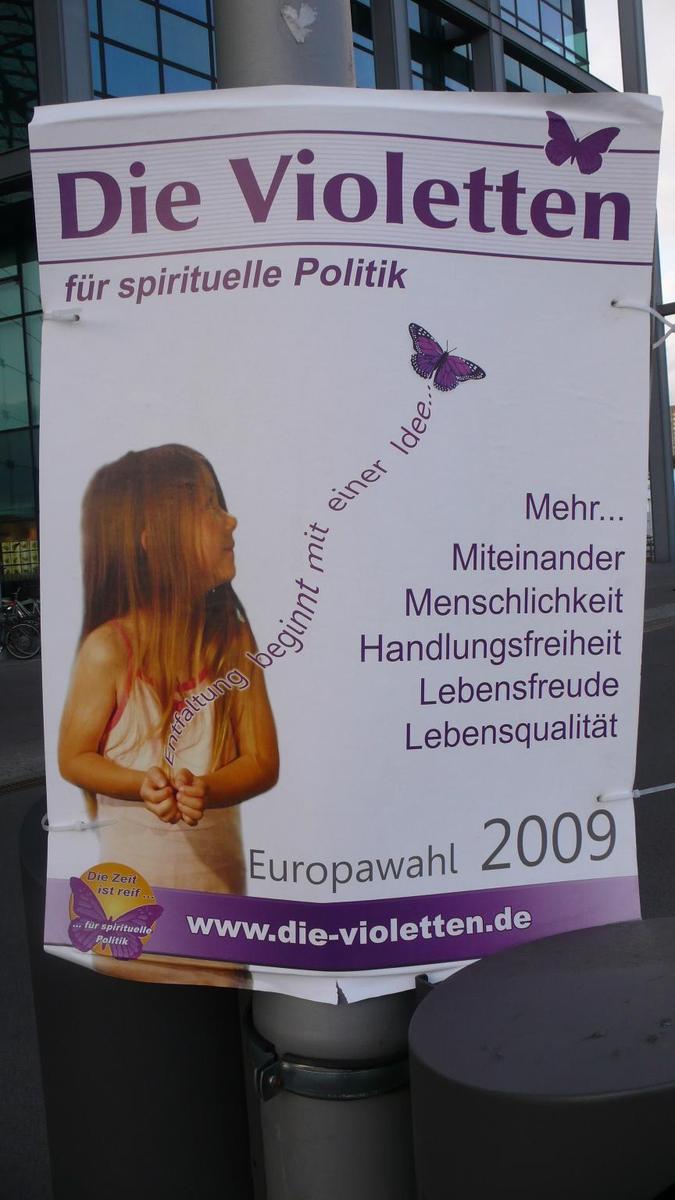 Die Violetten
für spirituelle Politik
Entfaltung beginnt mit einer Idee...
Mehr...
Miteinander
Menschlichkeit
Handlungsfreiheit
Lebensfreude
Lebensqualität
Europawahl 2009
Die Zeit
ist reif ...
... für spirituelle
Politik
www.die-violetten.de